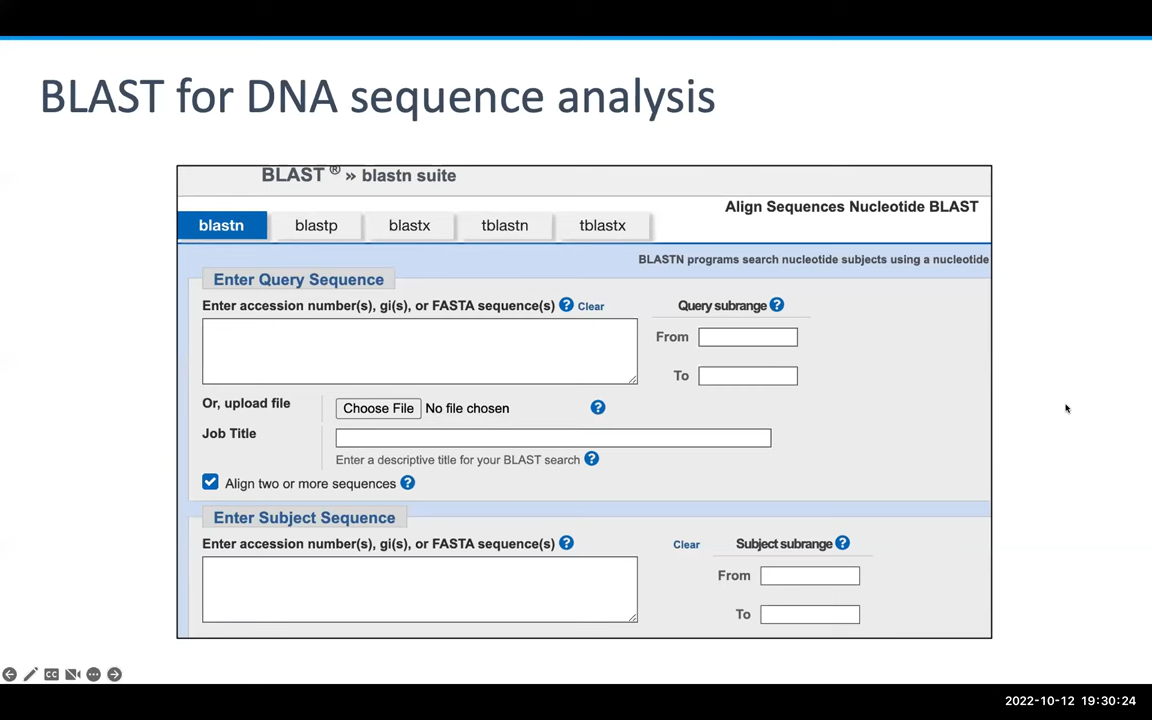 BLAST for DNA sequence analysis
BLAST ® » blastn suite
Align Sequences Nucleotide BLAST
blastn blastp blastx tblastn tblastx
BLASTN programs search nucleotide subjects using a nucleotide
Enter Query Sequence
Enter accession number(s), gi(s), or FASTA sequence(s) ? Clear Query subrange ?
From
To
Or, upload file Choose File No file chosen ?
Job Title
Enter a descriptive title for your BLAST search ?
Align two or more sequences ?
Enter Subject Sequence
Enter accession number(s), gi(s), or FASTA sequence(s) ? Clear Subject subrange ?
From
To
CC
2022-10-12 19:30:24